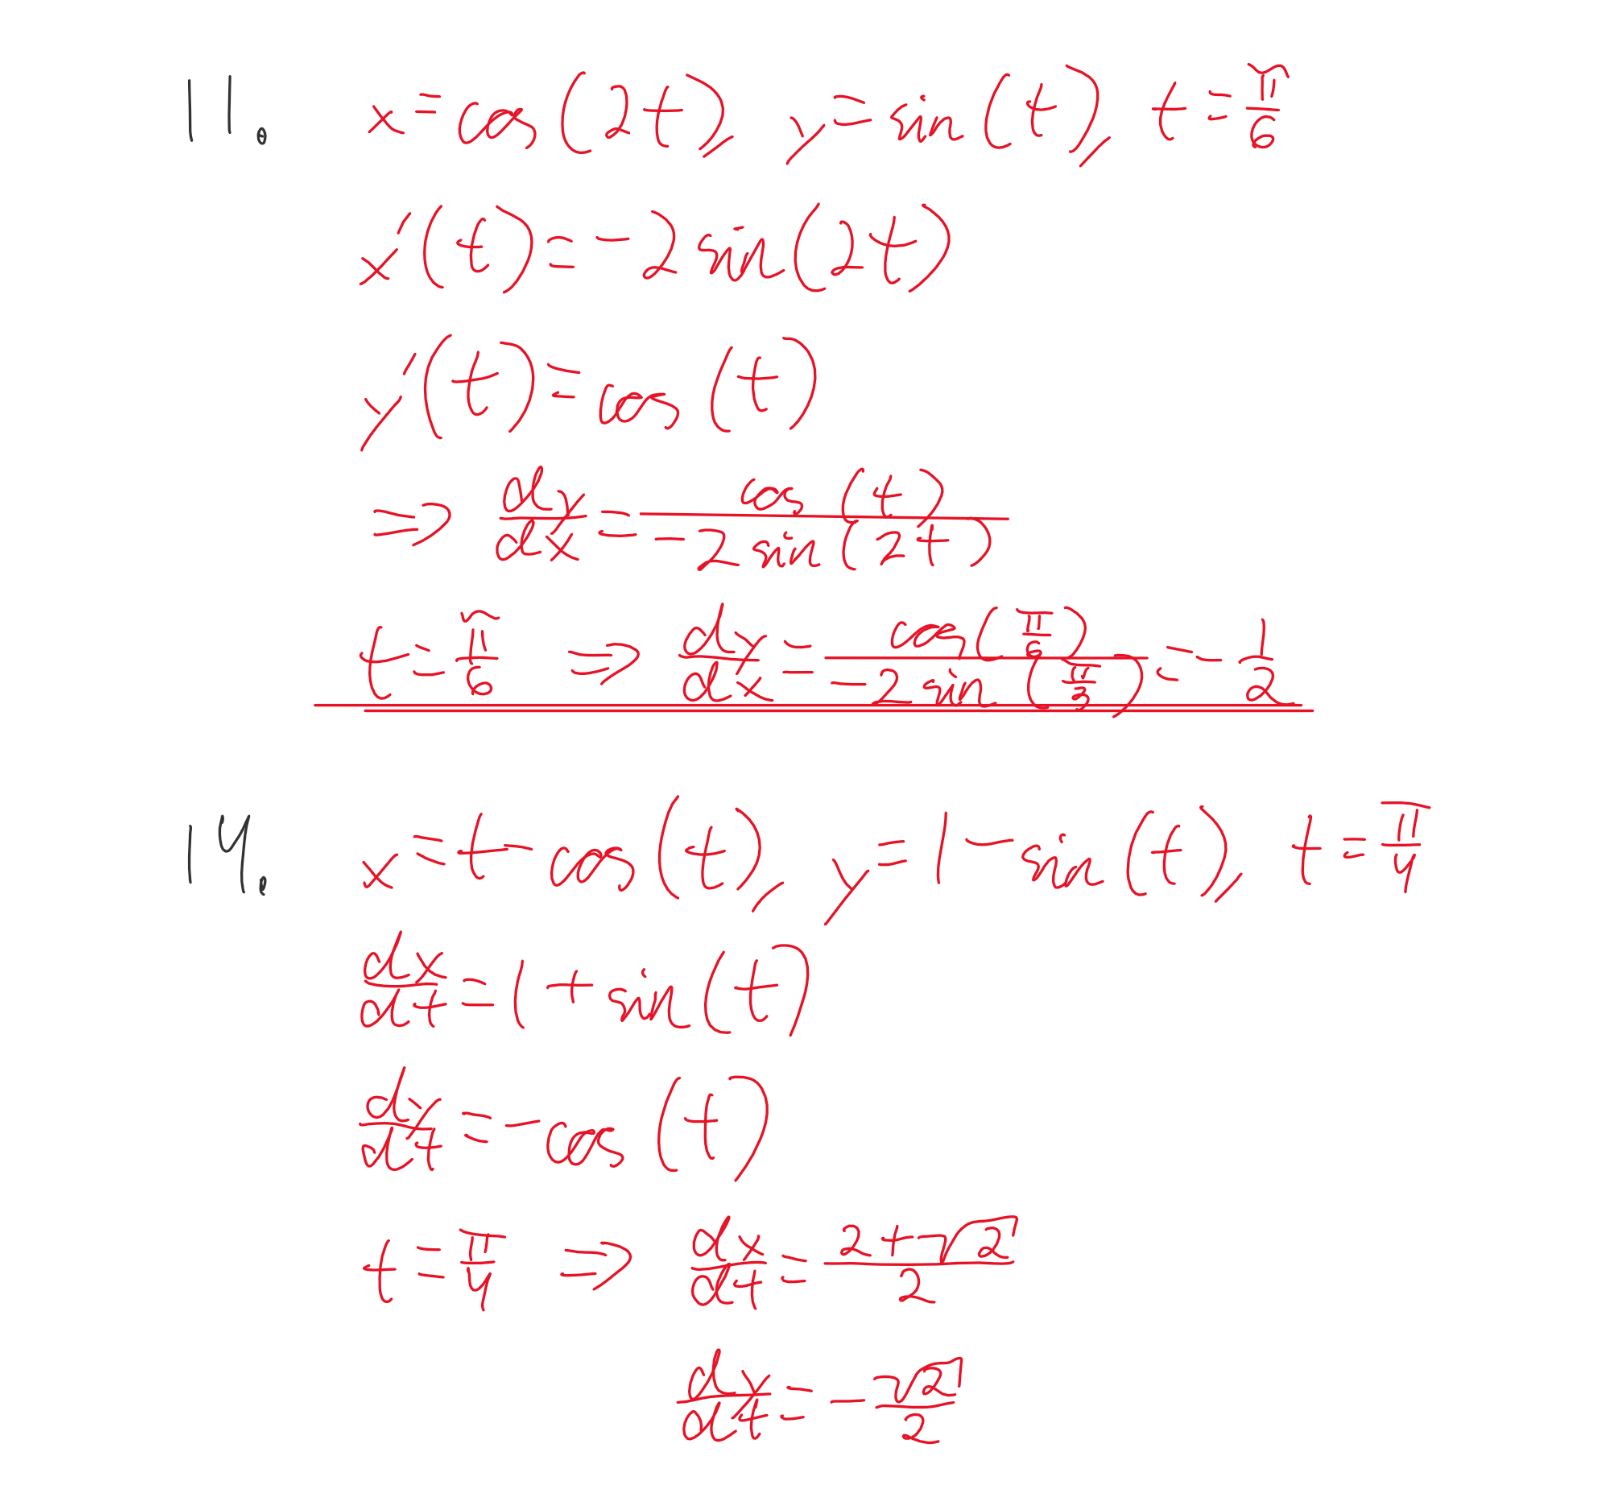 11. x = cos(2t), y = sin(t), t = π/6
x'(t) = -2 sin(2t)
y'(t) = cos(t)
⇒ dy/dx = cos(t)/(-2 sin(2t))
t = π/6 ⇒ dy/dx = cos(π/6)/(-2 sin(π/3)) = -1/2
14. x = t - cos(t), y = 1 - sin(t), t = π/4
dx/dt = 1 + sin(t)
dy/dt = -cos(t)
t = π/4 ⇒ dx/dt = (2+√2)/2
dy/dt = -√2/2